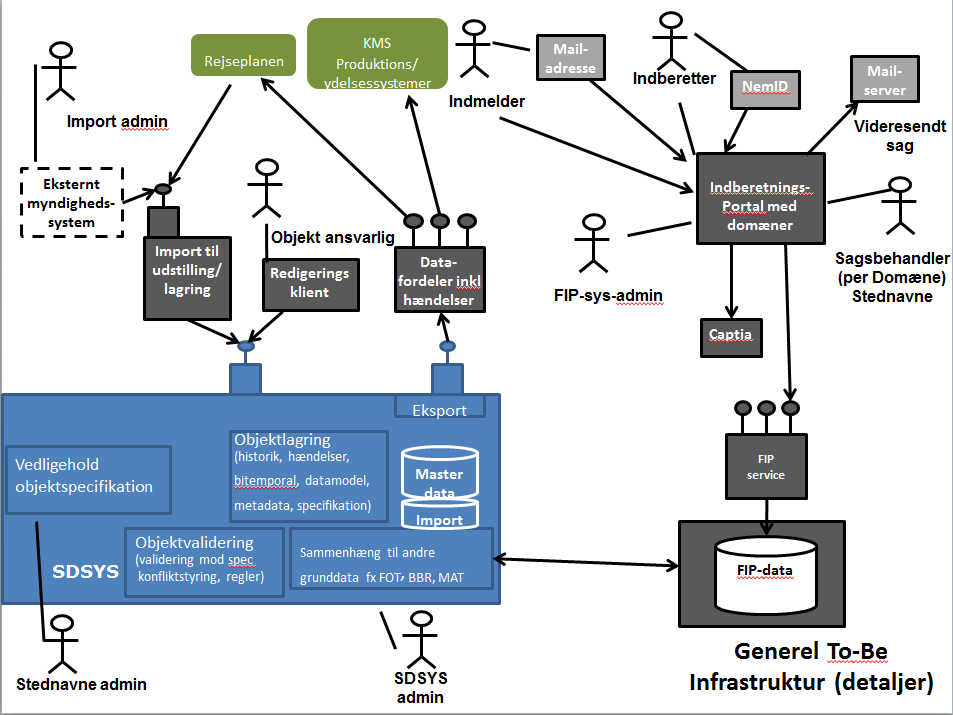 Rejseplanen
KMS
Produktions/
ydelsessystemer
Mail-
adresse
Indmelder
Indberetter
NemID
Mail-
server
Videresendt
sag
Import admin
Eksternt
myndigheds-
system
Objekt ansvarlig
Import til
udstilling/
lagring
Redigerings
klient
Data-
fordeler inkl
hændelser
Indberetnings-
Portal med
domæner
FIP-sys-admin
Sagsbehandler
(per Domæne)
Stednavne
Captia
Eksport
Vedligehold
objektspecifikation
Objektlagring
(historik, hændelser,
bitemporal, datamodel,
metadata, specifikation)
Master
data
Import
FIP
service
SDSYS
Objektvalidering
(validering mod spec
konfliktstyring, regler)
Sammenhæng til andre
grunddata fx FOT, BBR, MAT
FIP-data
Stednavne admin
SDSYS
admin
Generel To-Be
Infrastruktur (detaljer)